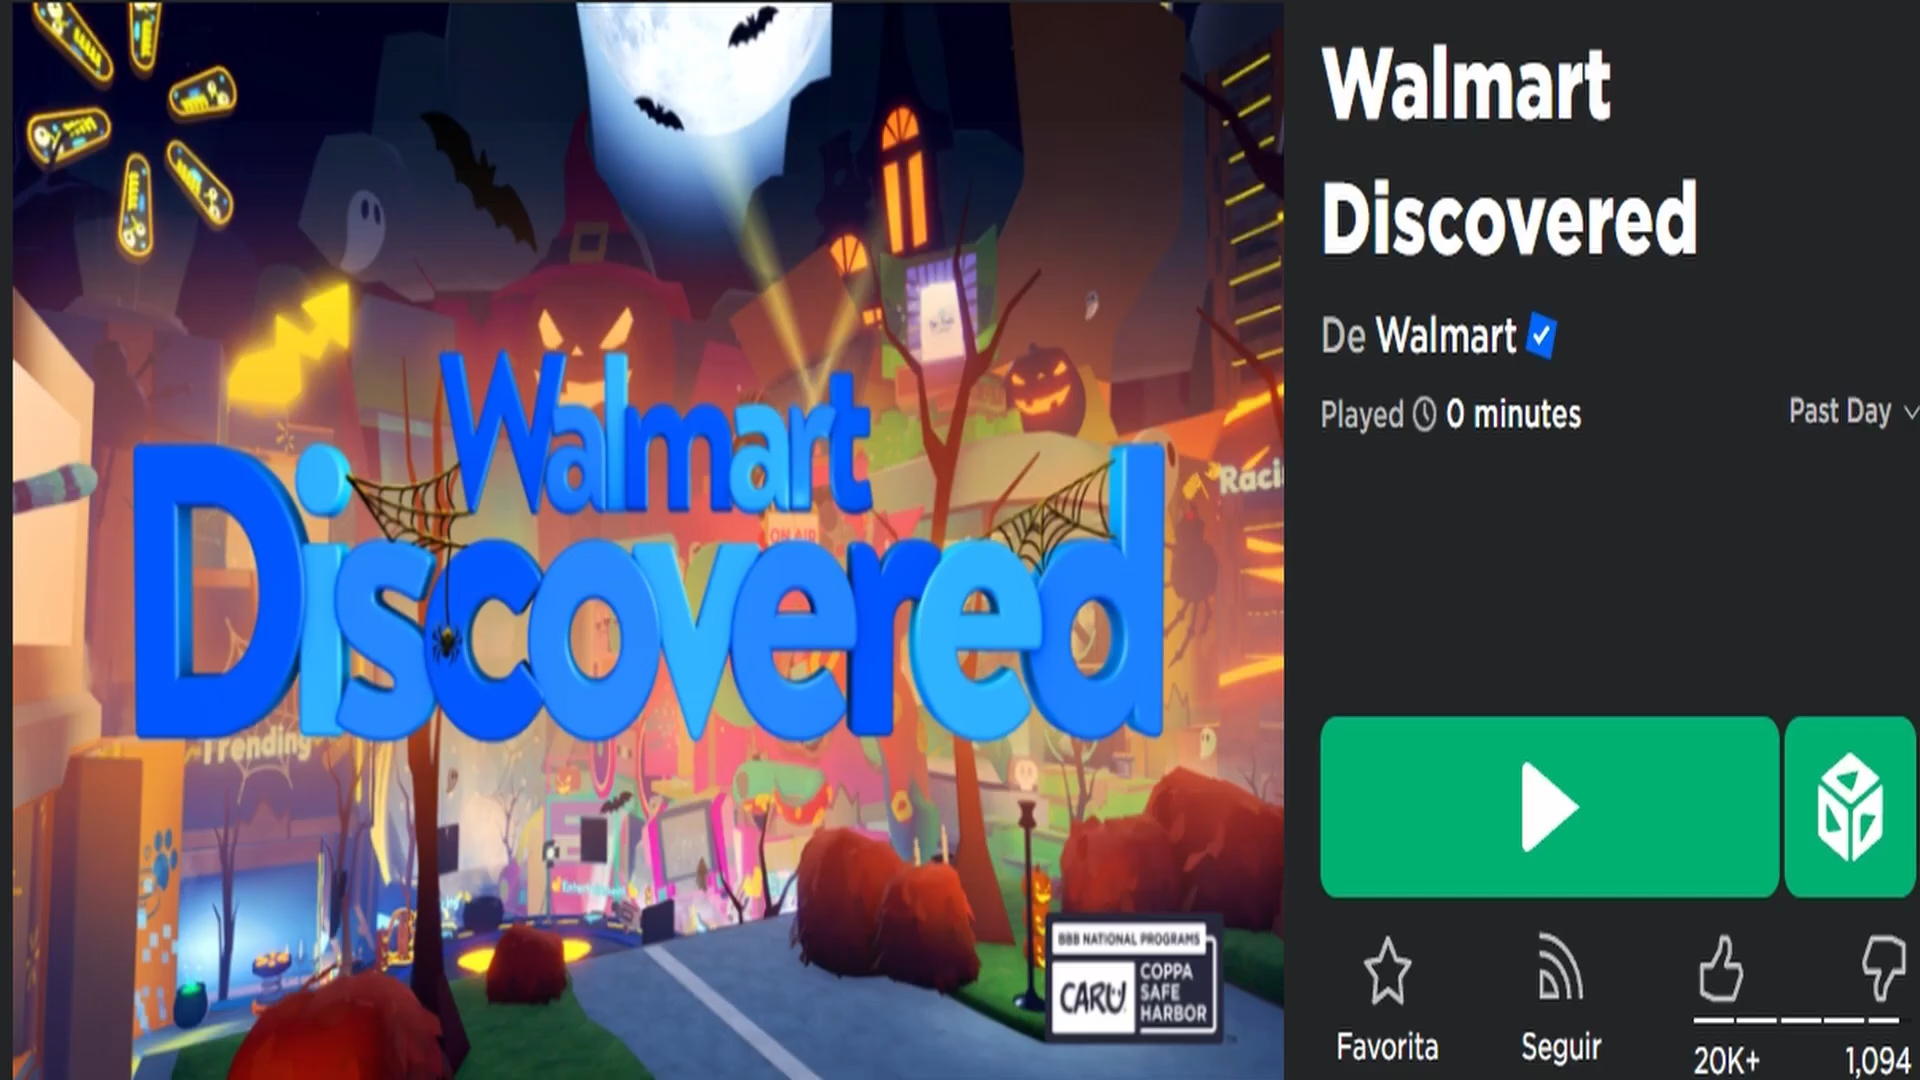 Walmart
Discovered
ON AIR
Raci
Trending
Entertainment
BBB NATIONAL PROGRAMS
CARU
COPPA
SAFE
HARBOR
Walmart
Discovered
De Walmart
Played 0 minutes
Past Day
Favorita
Seguir
20K+
1,094